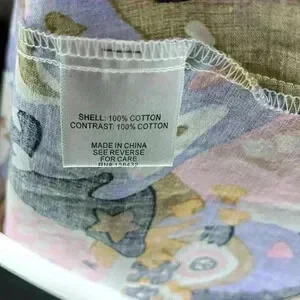 SHELL: 100% COTTON
CONTRAST: 100% COTTON
MADE IN CHINA
SEE REVERSE
FOR CARE